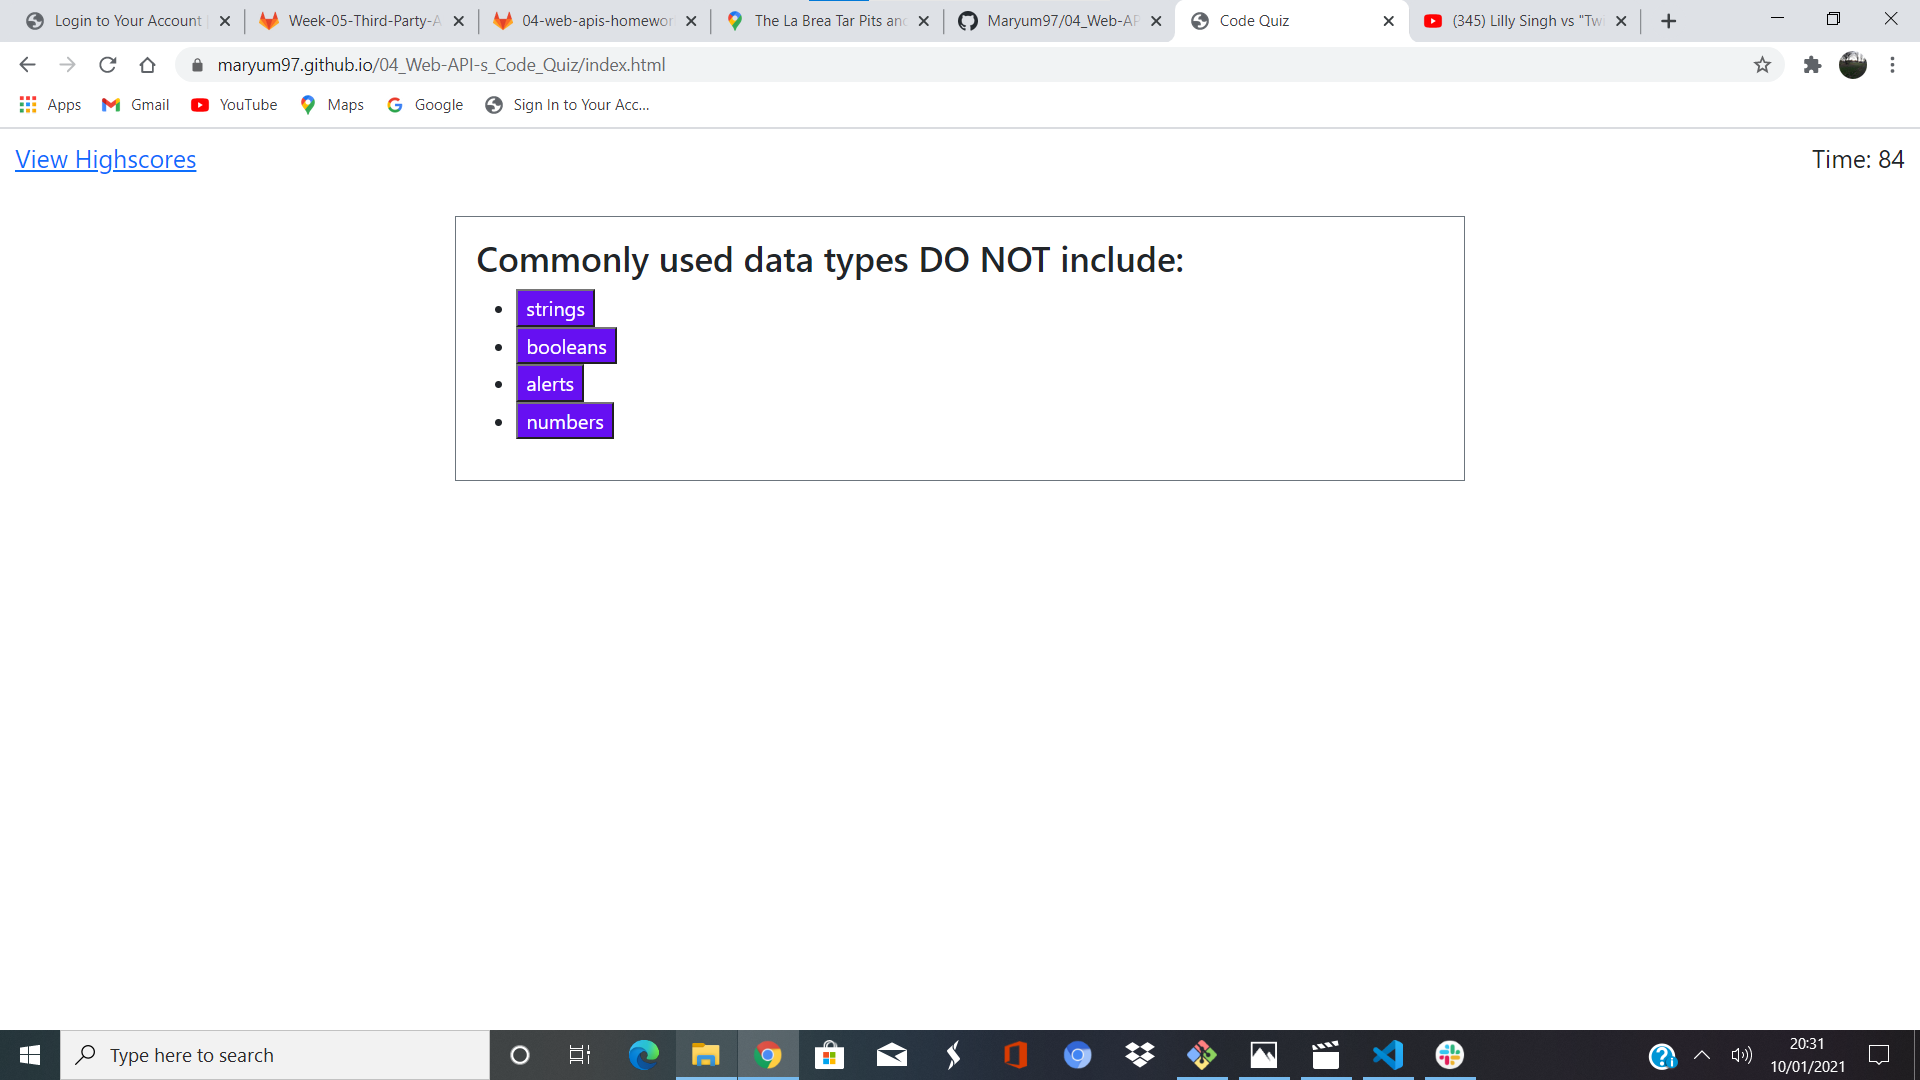 Login to Your Account
Week-05-Third-Party-A
04-web-apis-homewor
The La Brea Tar Pits an
Maryum97/04_Web-AP
Code Quiz
(345) Lilly Singh vs "Tw
maryum97.github.io/04_Web-API-s_Code_Quiz/index.html
Apps
Gmail
YouTube
Maps
Google
Sign In to Your Acc...
View Highscores
Time: 84
Commonly used data types DO NOT include:
• strings
• booleans
• alerts
• numbers
Type here to search
20:31
10/01/2021